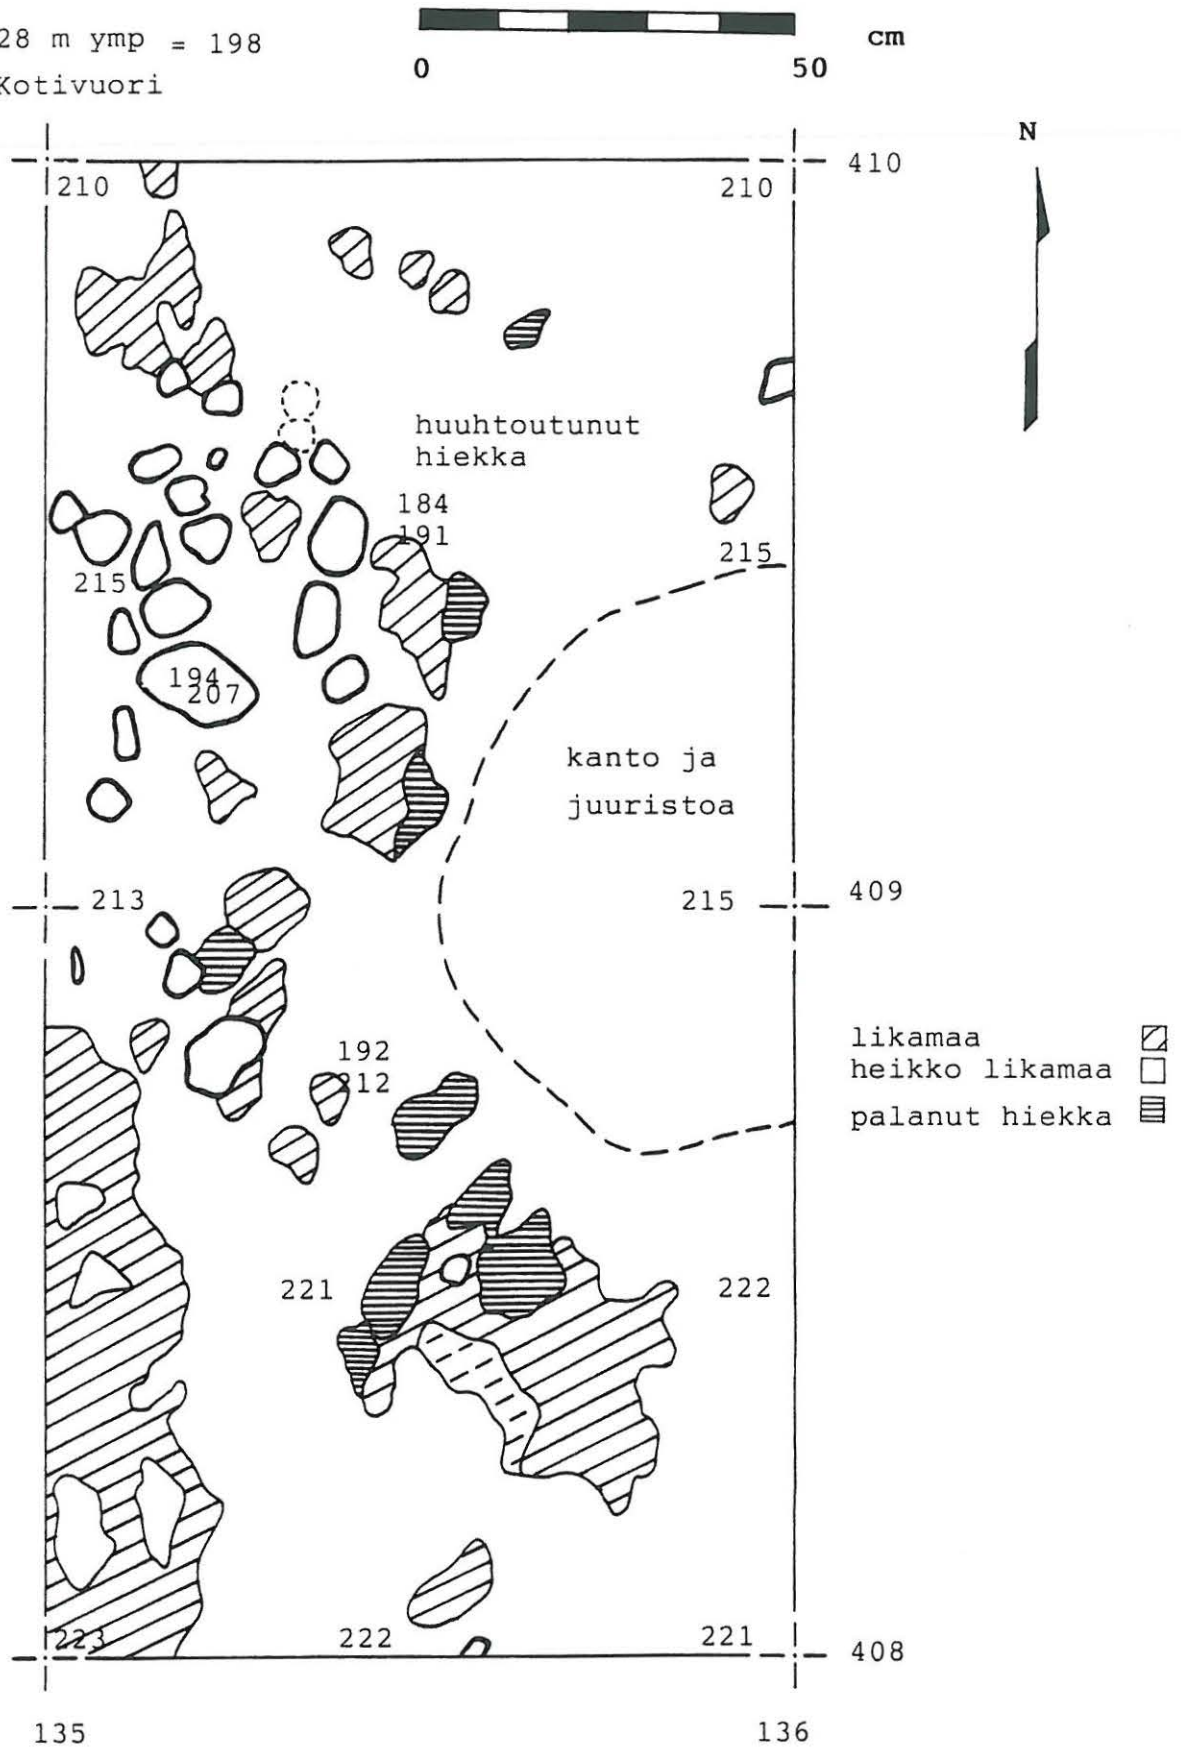 28 m ymp = 198
Kotivuori
cm
0 50
N
410
210 210
huuhtoutunut
hiekka
184
191
215
215
194
207
kanto ja
juuristoa
213 215 409
likamaa
heikko likamaa
palanut hiekka
192
212
221 222
223 222 221 408
135 136